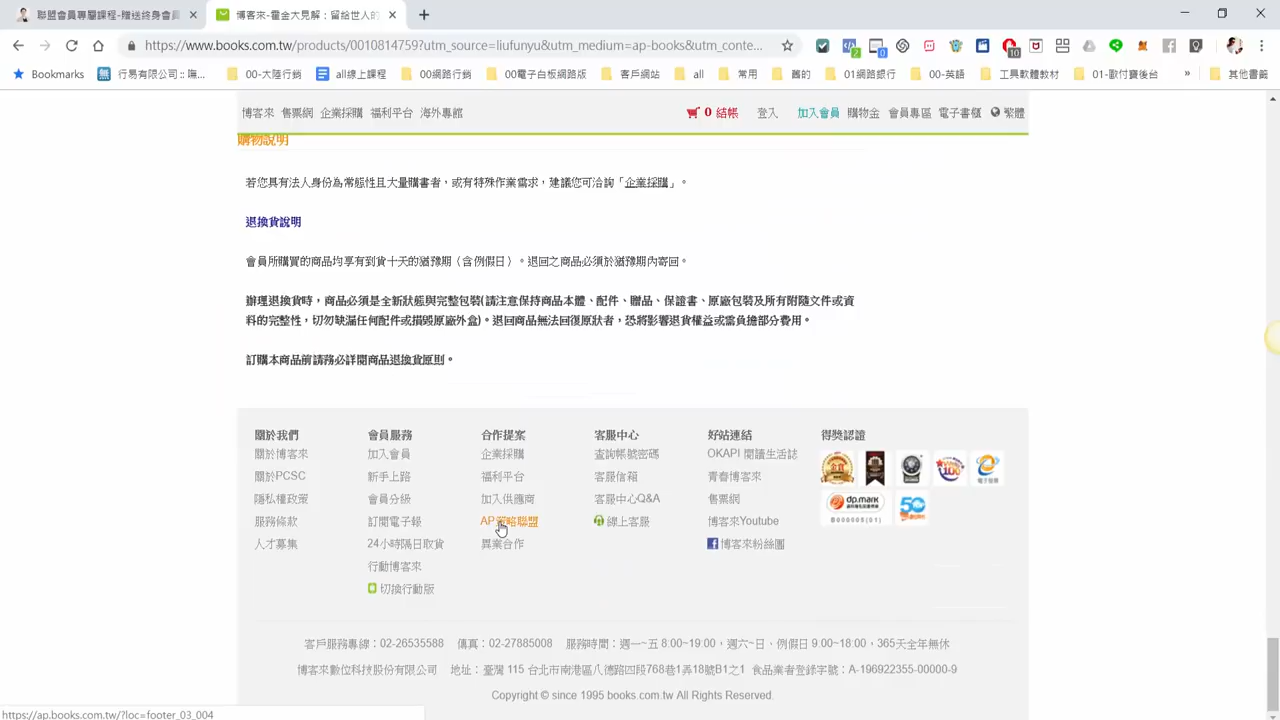 聯盟會員專屬課程-贈送終身會員
博客來-霍金大見解：留給世人的
https://www.books.com.tw/products/0010814759?utm_source=liufunyu&utm_medium=ap-books&utm_conte...
Bookmarks 行易有限公司 :: 嗨... 00-大陸行銷 all線上課程 00網路行銷 00電子白板網路版 客戶網站 all 常用 舊的 01網路銀行 00-英語 工具軟體教材 01-歐付寶後台 » 其他書籤
博客來 售票網 企業採購 福利平台 海外專館 0 結帳 登入 加入會員 購物金 會員專區 電子書櫃 繁體
購物說明
若您具有法人身份為常態性且大量購書者，或有特殊作業需求，建議您可洽詢「企業採購」。
退換貨說明
會員所購買的商品均享有到貨十天的猶豫期（含例假日）。退回之商品必須於猶豫期內寄回。
辦理退換貨時，商品必須是全新狀態與完整包裝(請注意保持商品本體、配件、贈品、保證書、原廠包裝及所有附隨文件或資
料的完整性，切勿缺漏任何配件或損毀原廠外盒)。退回商品無法回復原狀者，恐將影響退貨權益或需負擔部分費用。
訂購本商品前請務必詳閱商品退換貨原則。
關於我們 會員服務 合作提案 客服中心 好站連結 得獎認證
關於博客來 加入會員 企業採購 查詢帳號密碼 OKAPI 閱讀生活誌
關於PCSC 新手上路 福利平台 客服信箱 青春博客來
隱私權政策 會員分級 加入供應商 客服中心Q&A 售票網
服務條款 訂閱電子報 AP策略聯盟 線上客服 博客來Youtube
人才募集 24小時隔日取貨 異業合作 博客來粉絲團
行動博客來
切換行動版
dp.mark
B000005(01)
客戶服務專線：02-26535588 傳真：02-27885008 服務時間：週一~五 8:00~19:00，週六~日、例假日 9:00~18:00，365天全年無休
博客來數位科技股份有限公司 地址：臺灣 115 台北市南港區八德路四段768巷1弄18號B1之1 食品業者登錄字號：A-196922355-00000-9
Copyright © since 1995 books.com.tw All Rights Reserved.
https://ap.books.com.tw/?loc=footer_03_004